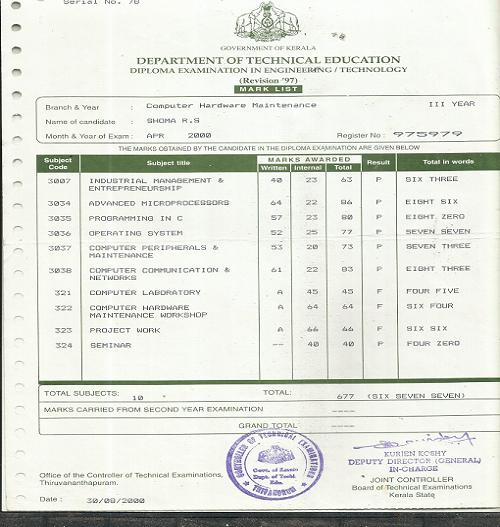 Serial No. 78
GOVERNMENT OF KERALA
DEPARTMENT OF TECHNICAL EDUCATION
DIPLOMA EXAMINATION IN ENGINEERING / TECHNOLOGY
(Revision '97)
MARK LIST
Branch & Year : Computer Hardware Maintenance III YEAR
Name of candidate : SHOMA R.S
Month & Year of Exam : APR 2000 Register No : 975979
THE MARKS OBTAINED BY THE CANDIDATE IN THE DIPLOMA EXAMINATION ARE GIVEN BELOW
Subject Code Subject title MARKS AWARDED Written Internal Total Result Total in words
3007 INDUSTRIAL MANAGEMENT & 40 23 63 P SIX THREE
ENTREPRENEURSHIP
3034 ADVANCED MICROPROCESSORS 64 22 86 P EIGHT SIX
3035 PROGRAMMING IN C 57 23 80 P EIGHT ZERO
3036 OPERATING SYSTEM 52 25 77 P SEVEN SEVEN
3037 COMPUTER PERIPHERALS & 53 20 73 P SEVEN THREE
MAINTENANCE
3038 COMPUTER COMMUNICATION & 61 22 83 P EIGHT THREE
NETWORKS
321 COMPUTER LABORATORY A 45 45 P FOUR FIVE
322 COMPUTER HARDWARE A 64 64 P SIX FOUR
MAINTENANCE WORKSHOP
323 PROJECT WORK A 66 66 P SIX SIX
324 SEMINAR -- 40 40 P FOUR ZERO
TOTAL SUBJECTS: 10 TOTAL: 677 (SIX SEVEN SEVEN)
MARKS CARRIED FROM SECOND YEAR EXAMINATION ----
GRAND TOTAL ----
CONTROLLER OF TECHNICAL EXAMINATIONS
Govt. of Kerala
Dept. of Techl.
Edn.
KURIEN KOSHY
DEPUTY DIRECTOR (GENERAL)
IN-CHARGE
Office of the Controller of Technical Examinations,
Thiruvananthapuram.
JOINT CONTROLLER
Board of Technical Examinations
Kerala State
Date : 30/08/2000